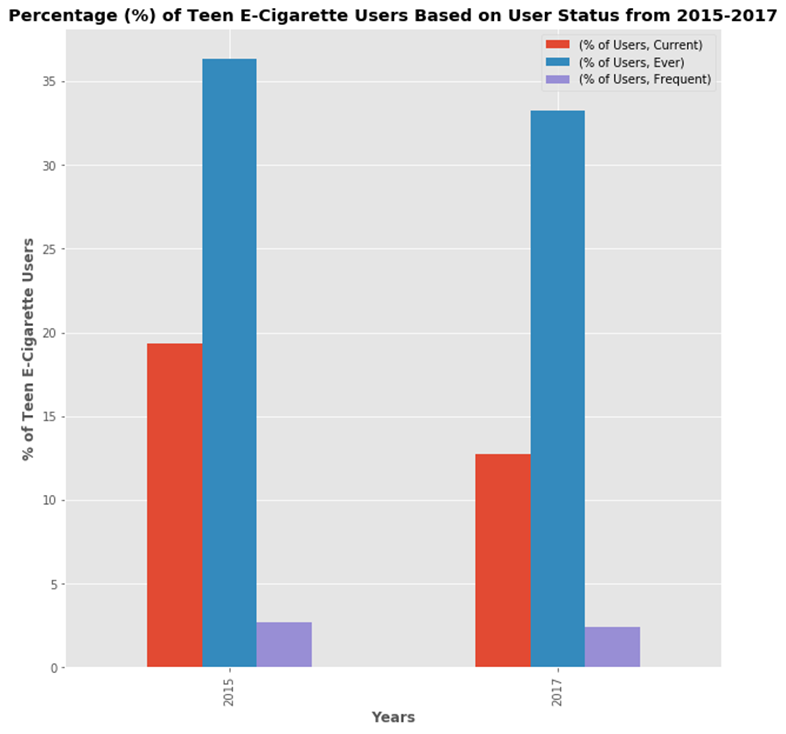 Percentage (%) of Teen E-Cigarette Users Based on User Status from 2015-2017
(% of Users, Current)
(% of Users, Ever)
(% of Users, Frequent)
% of Teen E-Cigarette Users
35
30
25
20
15
10
5
0
2015
2017
Years